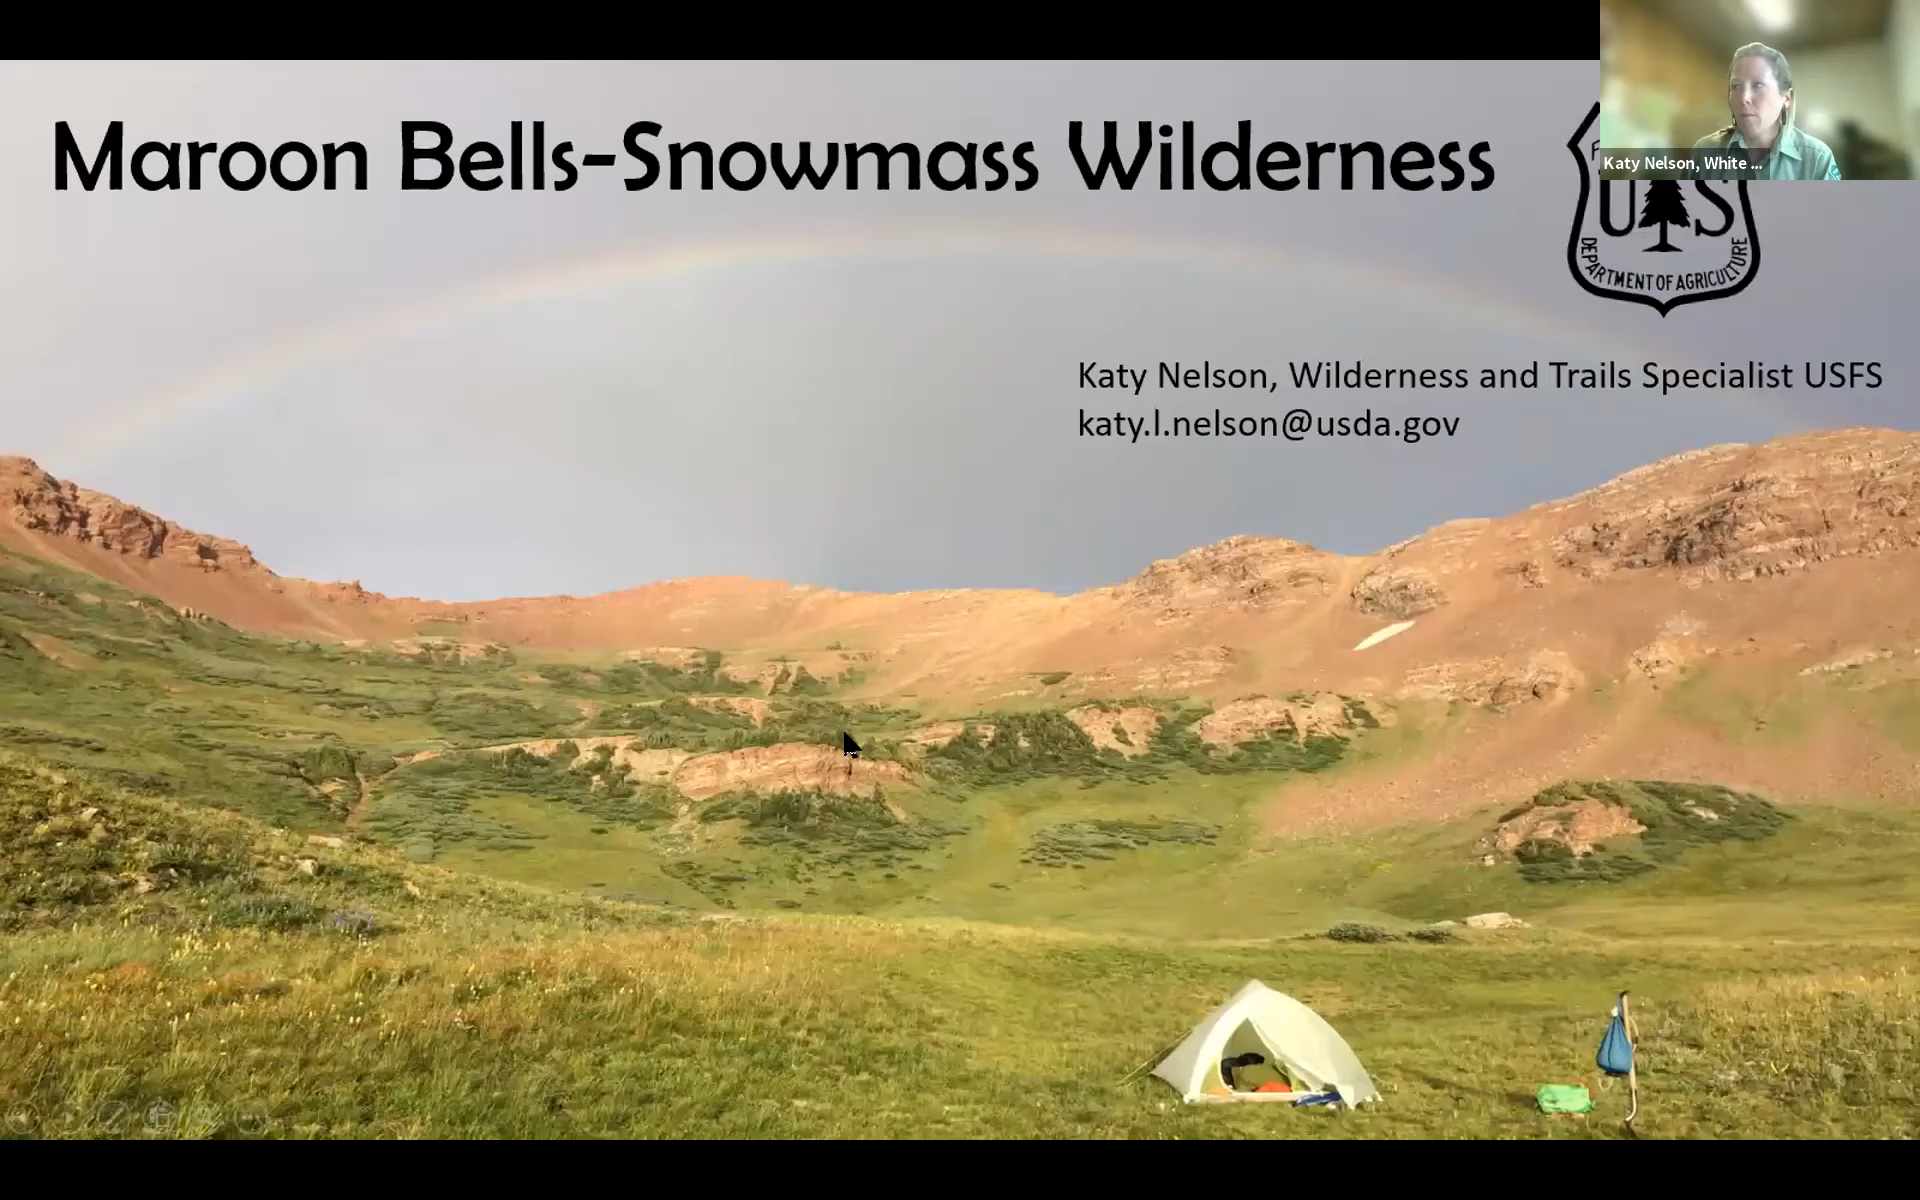 Maroon Bells-Snowmass Wilderness
Katy Nelson, White ...
US
DEPARTMENT OF AGRICULTURE
Katy Nelson, Wilderness and Trails Specialist USFS
katy.l.nelson@usda.gov